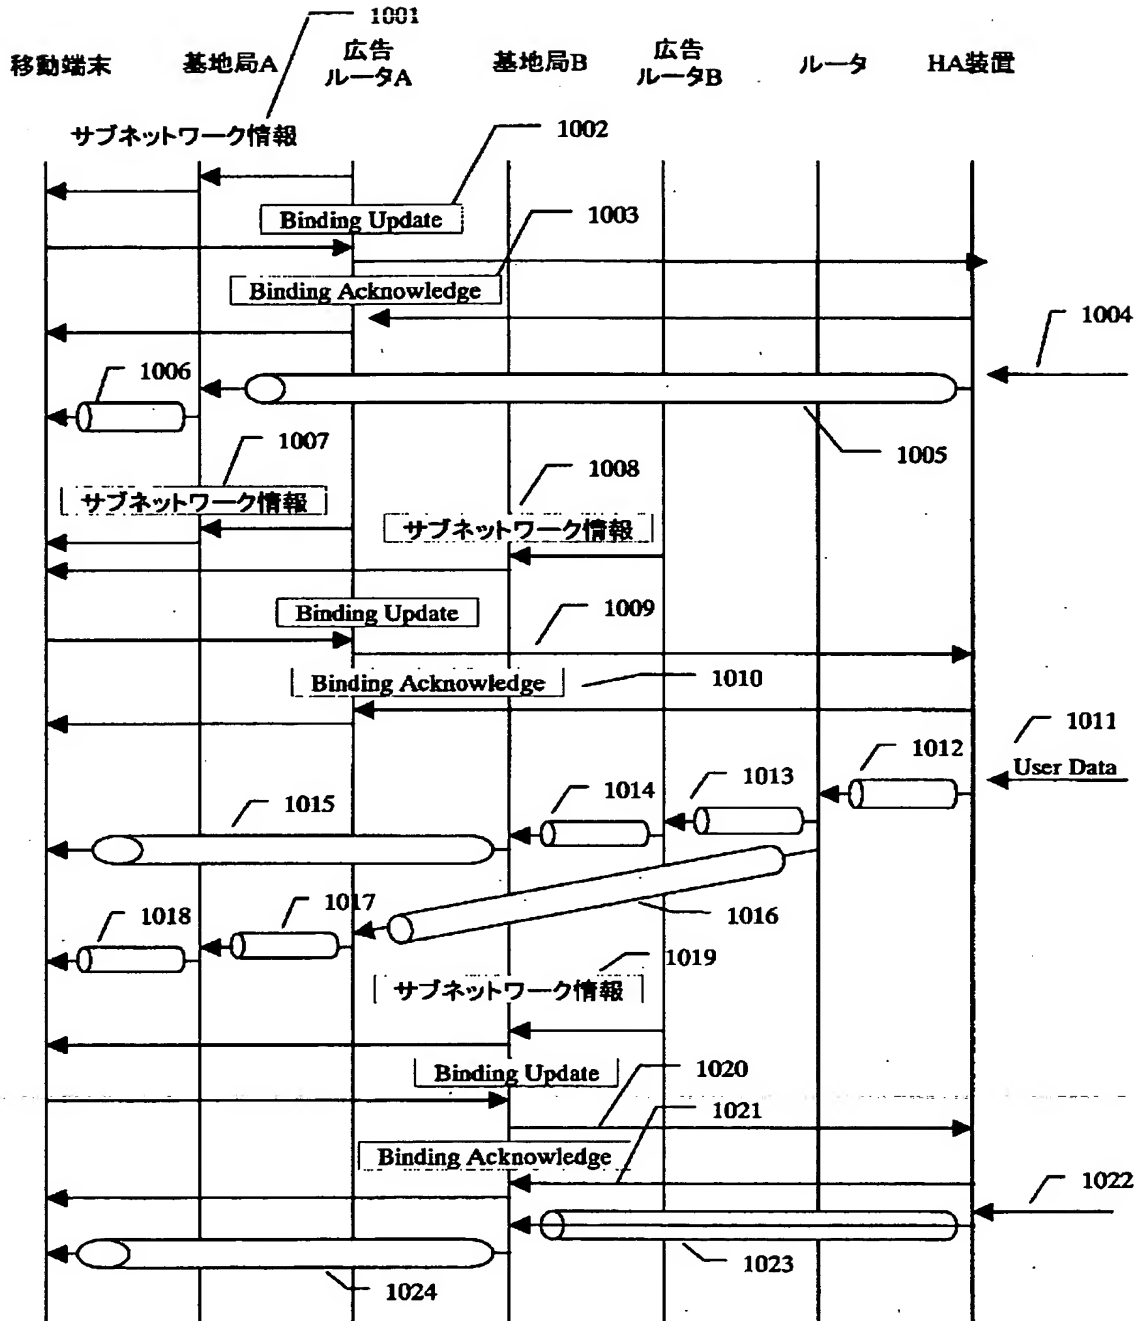 1001
移動端末
基地局A
広告
ルータA
基地局B
広告
ルータB
ルータ
HA装置
サブネットワーク情報
1002
Binding Update
1003
Binding Acknowledge
1004
1006
1005
1007
サブネットワーク情報
1008
サブネットワーク情報
Binding Update
1009
Binding Acknowledge
1010
1011
User Data
1012
1013
1014
1015
1016
1017
1018
1019
サブネットワーク情報
Binding Update
1020
1021
Binding Acknowledge
1022
1023
1024